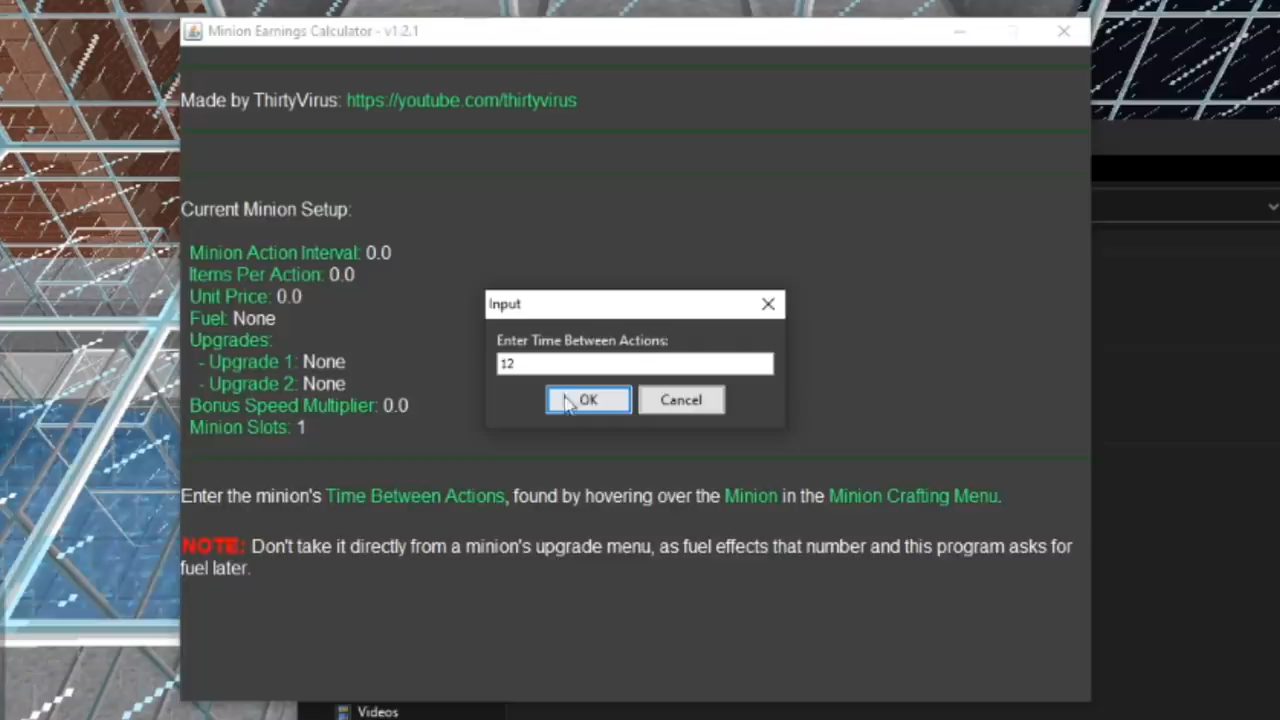 Minion Earnings Calculator - v1.2.1
Made by ThirtyVirus: https://youtube.com/thirtyvirus
Current Minion Setup:
Minion Action Interval: 0.0
Items Per Action: 0.0
Unit Price: 0.0
Fuel: None
Upgrades:
- Upgrade 1: None
- Upgrade 2: None
Bonus Speed Multiplier: 0.0
Minion Slots: 1
Input
Enter Time Between Actions:
12
OK Cancel
Enter the minion's Time Between Actions, found by hovering over the Minion in the Minion Crafting Menu.
NOTE: Don't take it directly from a minion's upgrade menu, as fuel effects that number and this program asks for
fuel later.
Videos